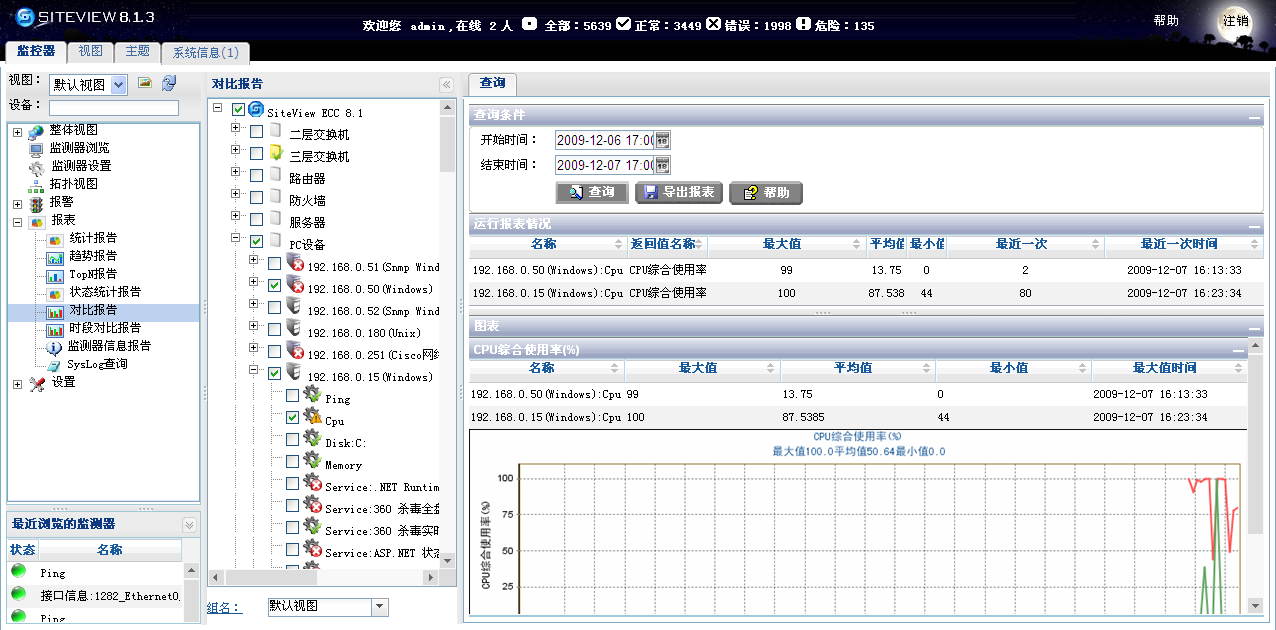 SITEVIEW 8.1.3
欢迎您 admin,在线 2 人 全部：5639 正常：3449 错误：1998 危险：135
帮助 注销
监控器 视图 主题 系统信息(1)
视图： 默认视图
设备：
整体视图
监测器浏览
监测器设置
拓扑视图
报警
报表
统计报告
趋势报告
TopN报告
状态统计报告
对比报告
时段对比报告
监测器信息报告
SysLog查询
设置
最近浏览的监测器
状态 名称
Ping
接口信息:1282_Ethernet0,
Ping
对比报告
SiteView ECC 8.1
二层交换机
三层交换机
路由器
防火墙
服务器
PC设备
192.168.0.51(Snmp Wind
192.168.0.50(Windows)
192.168.0.52(Snmp Wind
192.168.0.180(Unix)
192.168.0.251(Cisco网络
192.168.0.15(Windows)
Ping
Cpu
Disk:C:
Memory
Service:.NET Runtim
Service:360 杀毒全盘
Service:360 杀毒实时
Service:ASP.NET 状态
组名： 默认视图
查询
查询条件
开始时间： 2009-12-06 17:00
结束时间： 2009-12-07 17:00
查询 导出报表 帮助
运行报表情况
名称 返回值名称 最大值 平均值 最小值 最近一次 最近一次时间
192.168.0.50(Windows):Cpu CPU综合使用率 99 13.75 0 2 2009-12-07 16:13:33
192.168.0.15(Windows):Cpu CPU综合使用率 100 87.538 44 80 2009-12-07 16:23:34
图表
CPU综合使用率(%)
名称 最大值 平均值 最小值 最大值时间
192.168.0.50(Windows):Cpu 99 13.75 0 2009-12-07 16:13:33
192.168.0.15(Windows):Cpu 100 87.5385 44 2009-12-07 16:23:34
CPU综合使用率(%)
最大值100.0平均值50.64最小值0.0
CPU综合使用率(%)
100
75
50
25